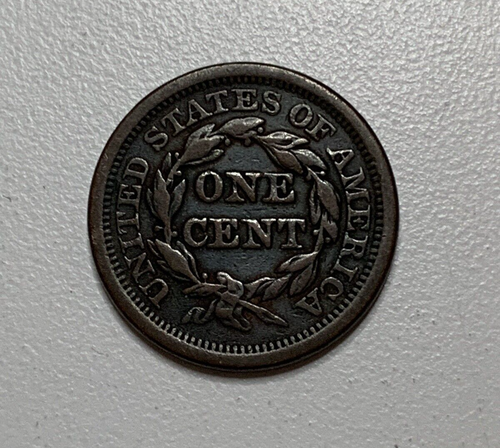 UNITED STATES OF AMERICA
ONE
CENT